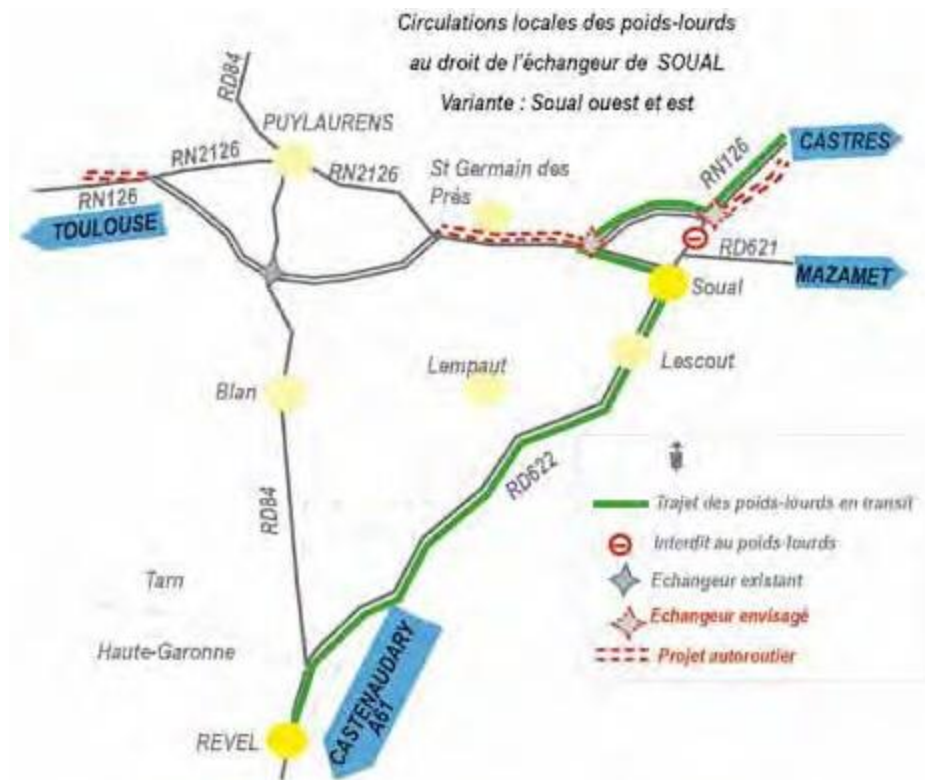 Circulations locales des poids-lourds
au droit de l'échangeur de SOUAL
Variante : Soual ouest et est
RD84
PUYLAURENS
RN2126
RN2126
St Germain des
Près
RN126
CASTRES
RN126
TOULOUSE
RD621
MAZAMET
Soual
Lescout
Lempaut
Blan
RD622
RD84
Tarn
Haute-Garonne
CASTENAUDARY
A61
REVEL
Trajet des poids-lourds en transit
Interdit au poids-lourds
Echangeur existant
Echangeur envisagé
Projet autoroutier